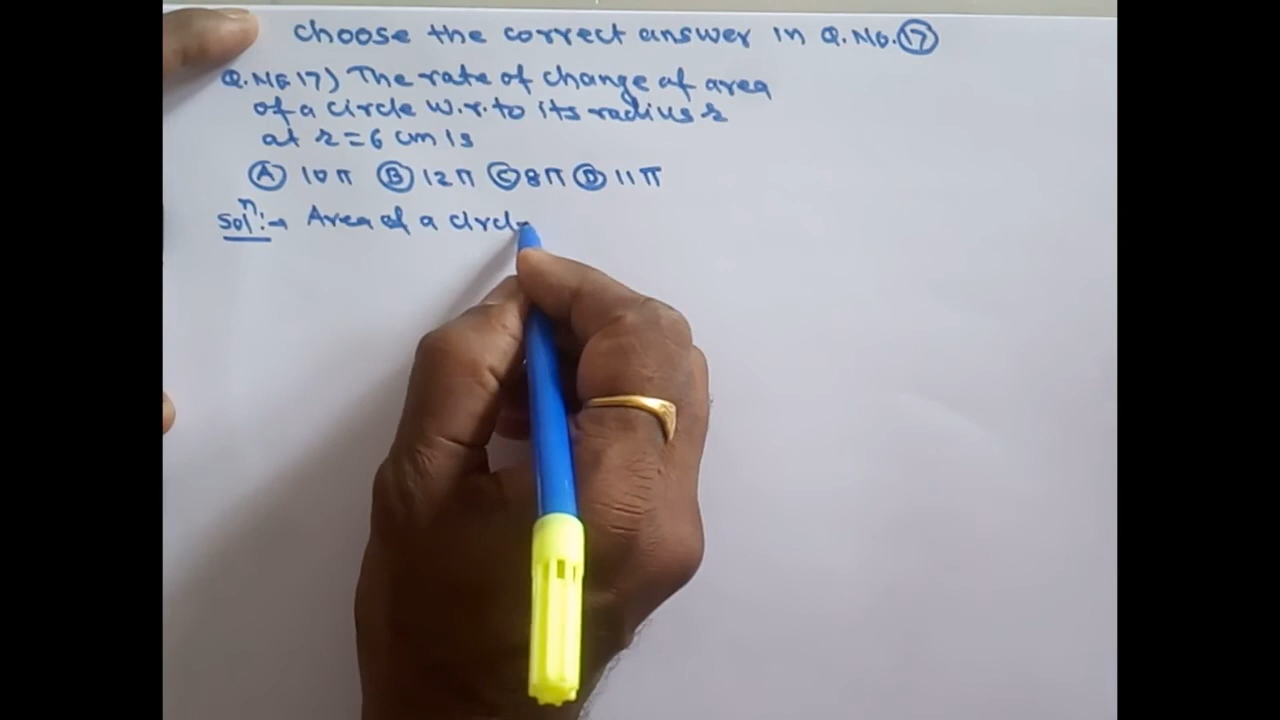 choose the correct answer in Q.No. 17
Q.No 17) The rate of change of area
of a circle w.r.to its radius r
at r = 6 cm is
A 10π B 12π C 8π D 11π
Solⁿ:→ Area of a circle